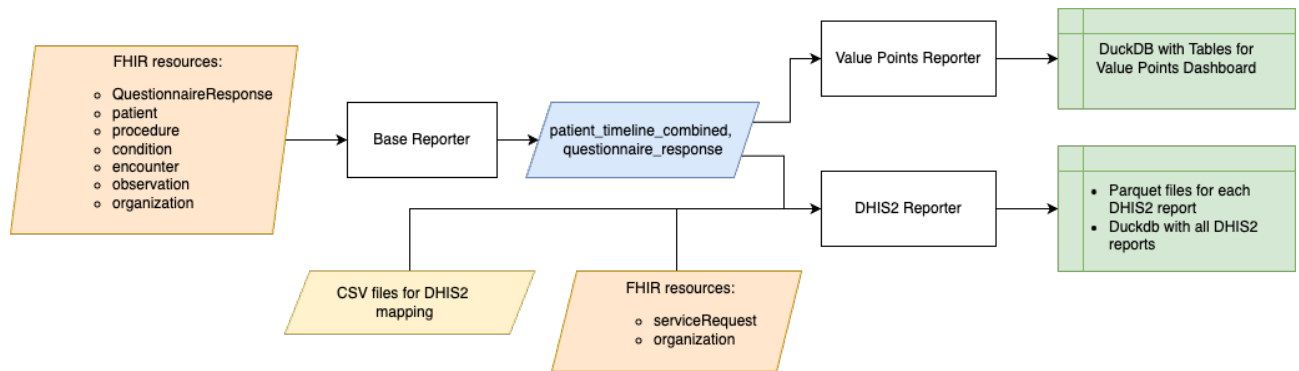 FHIR resources:
QuestionnaireResponse
patient
procedure
condition
encounter
observation
organization
Base Reporter
patient_timeline_combined,
questionnaire_response
Value Points Reporter
DuckDB with Tables for
Value Points Dashboard
DHIS2 Reporter
Parquet files for each
DHIS2 report
Duckdb with all DHIS2
reports
CSV files for DHIS2
mapping
FHIR resources:
serviceRequest
organization